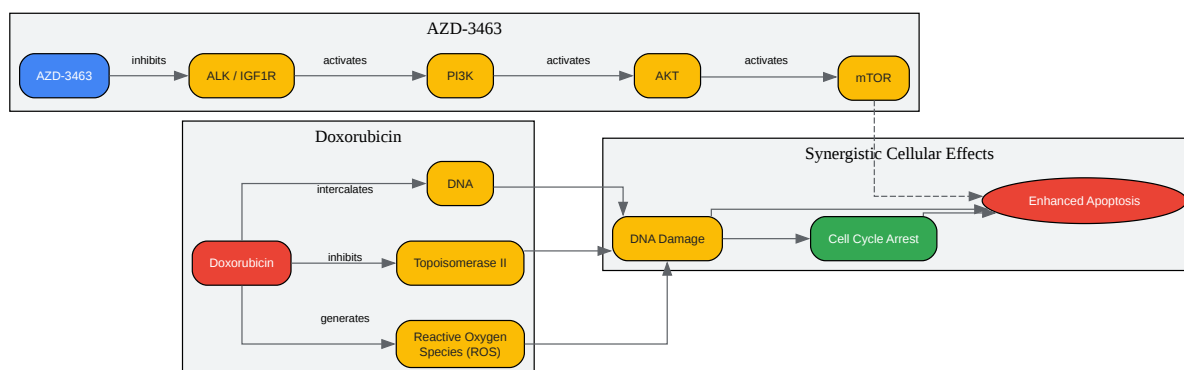 AZD-3463
AZD-3463
inhibits
ALK / IGF1R
activates
PI3K
activates
AKT
activates
mTOR
Doxorubicin
Doxorubicin
intercalates
DNA
inhibits
Topoisomerase II
generates
Reactive Oxygen
Species (ROS)
Synergistic Cellular Effects
DNA Damage
Cell Cycle Arrest
Enhanced Apoptosis